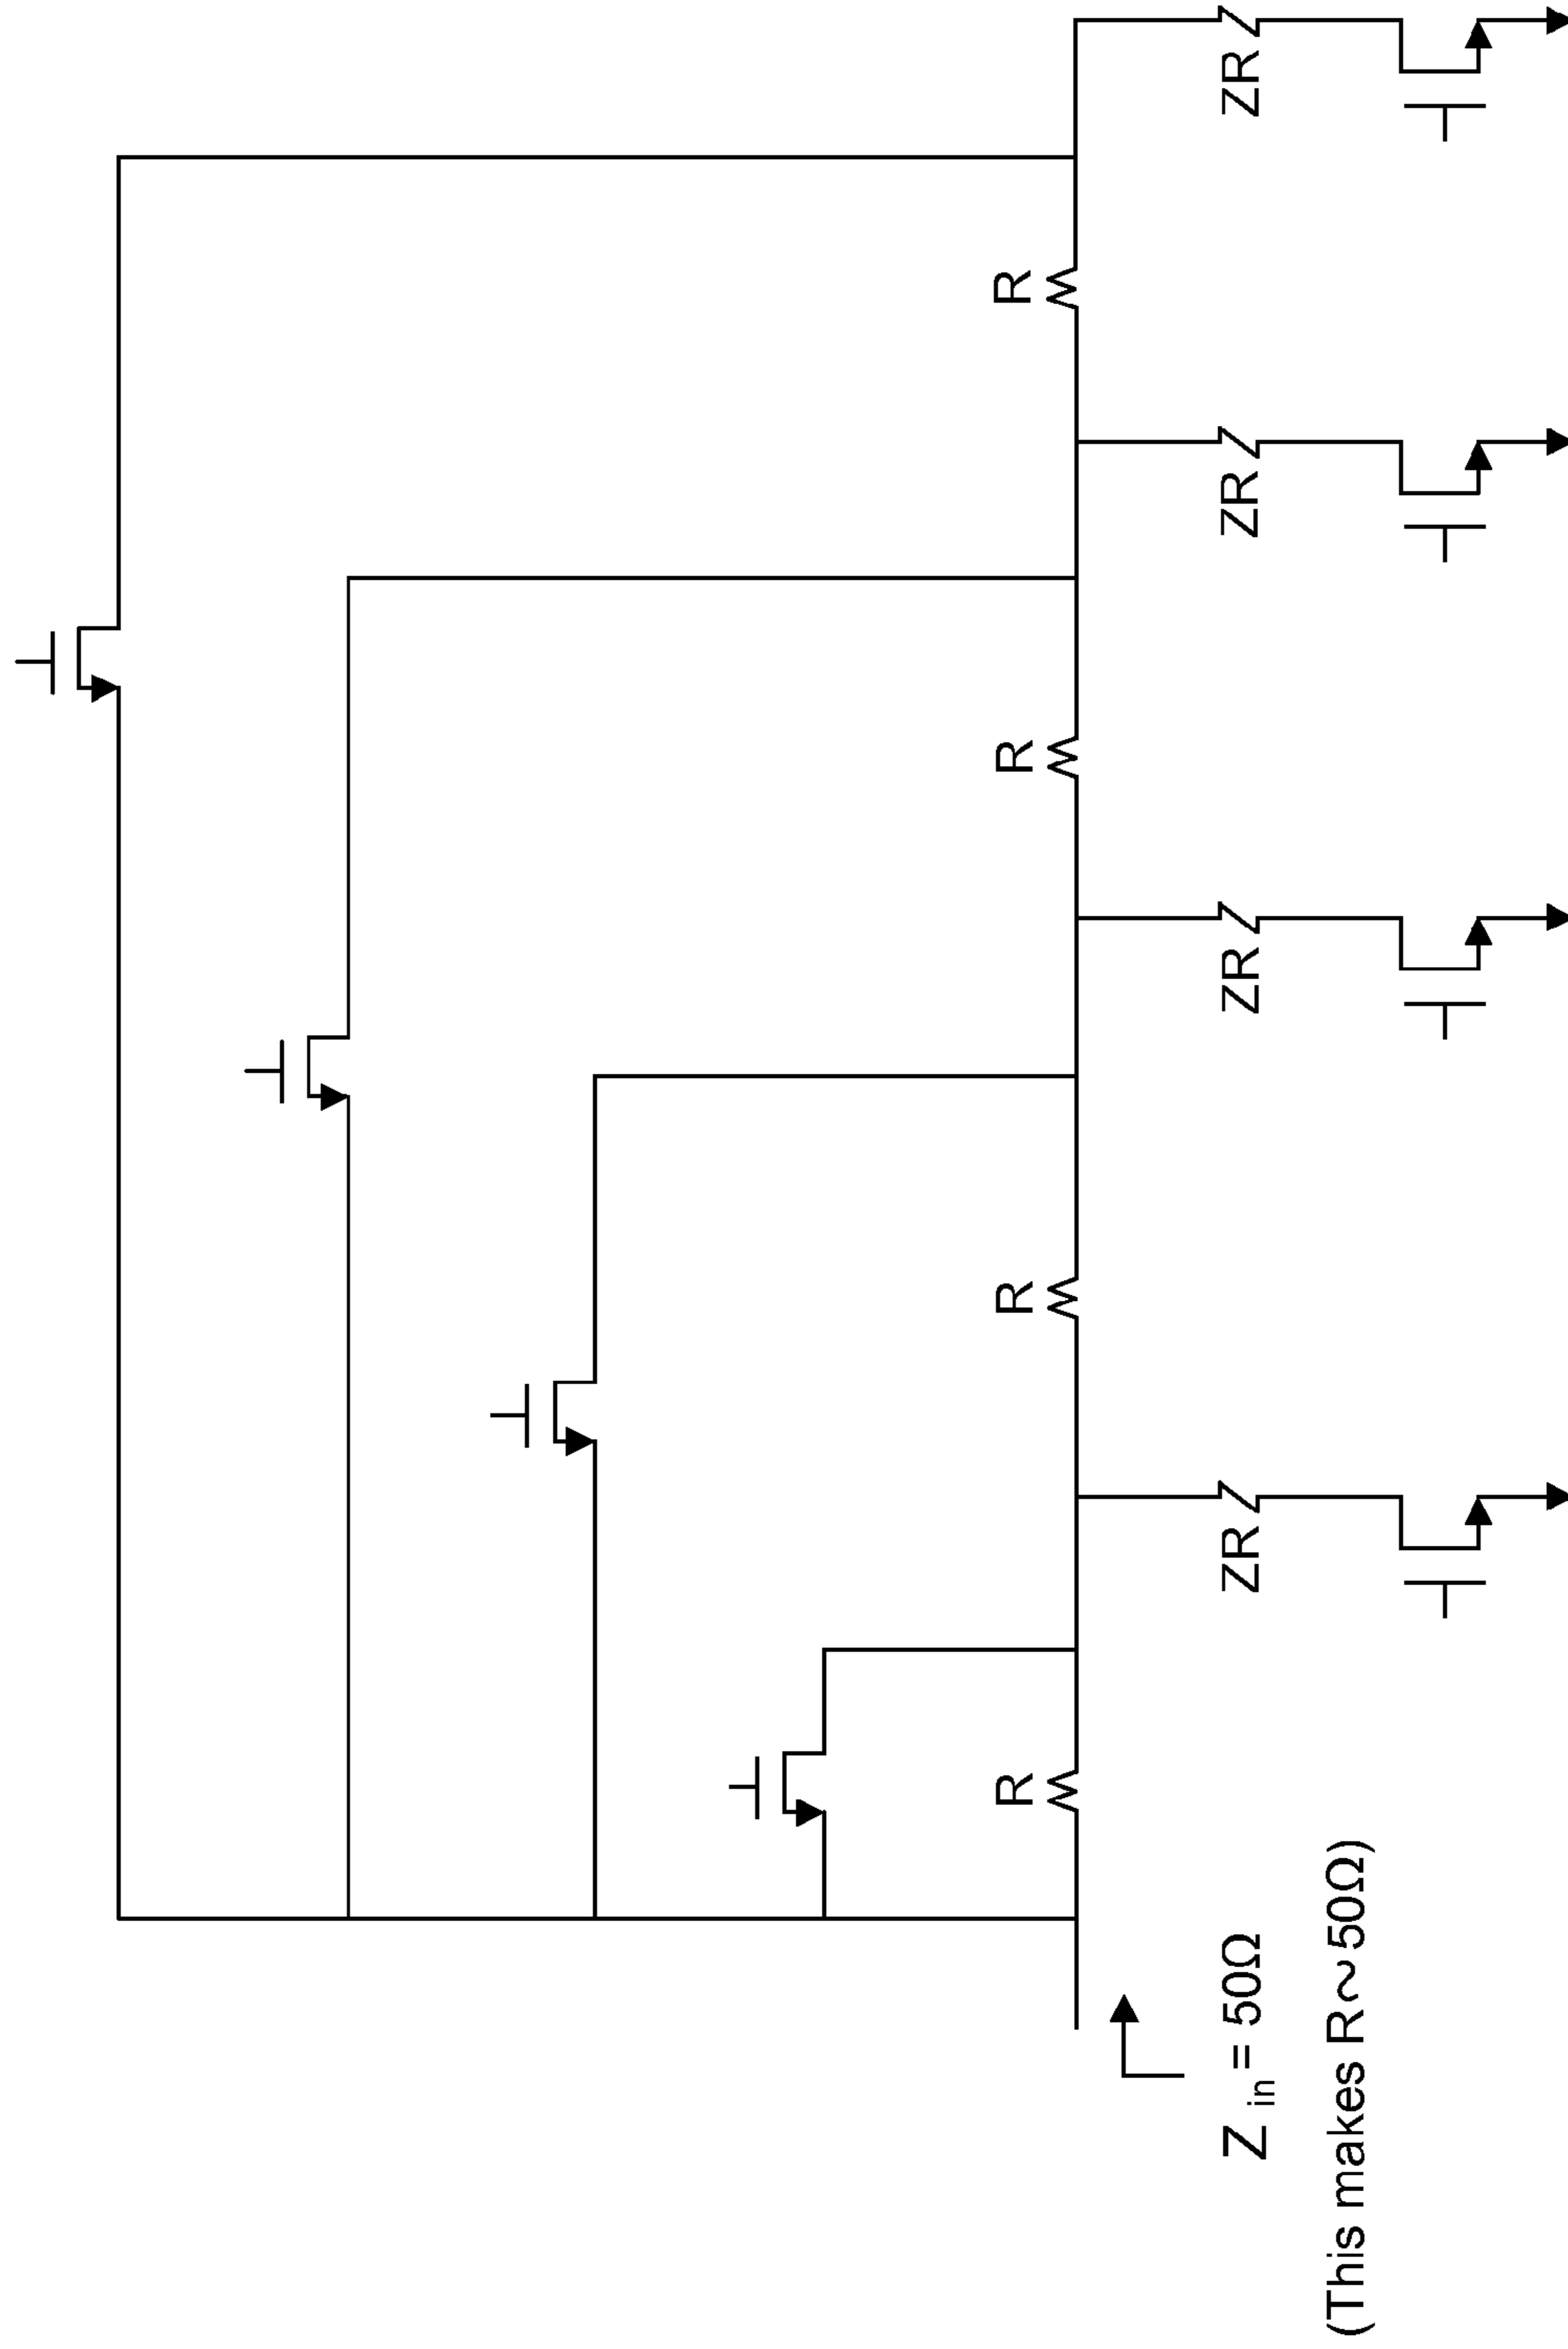 R
R
R
R
Z in = 50Ω
ZR
ZR
ZR
ZR
(This makes R ~ 50Ω)